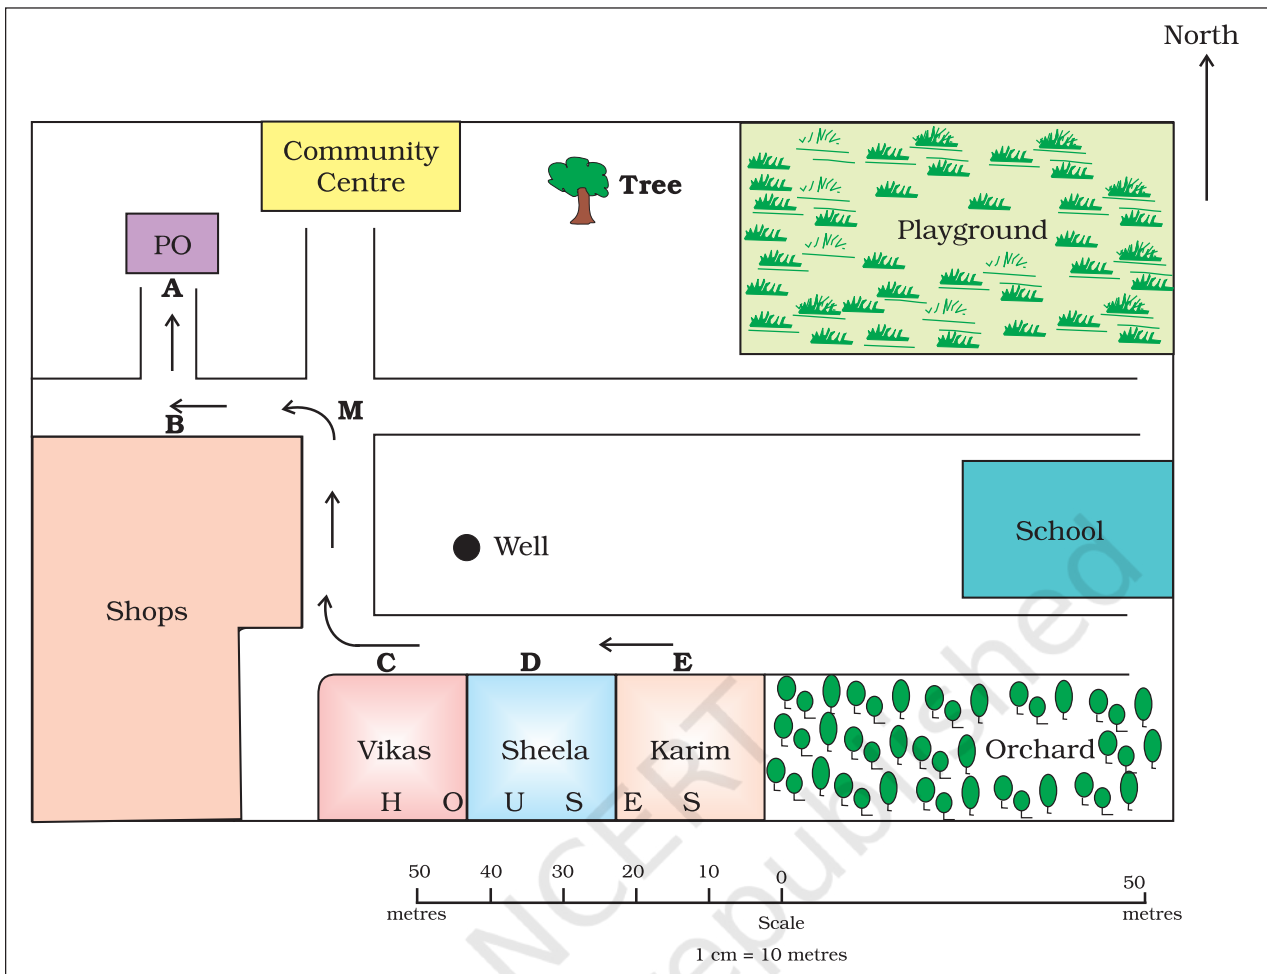 North
Community
Centre
Tree
PO
Playground
A
M
B
School
Well
Shops
C D E
Vikas Sheela Karim Orchard
H O U S E S
50 40 30 20 10 0 50
metres metres
Scale
1 cm = 10 metres
NCERT
republished